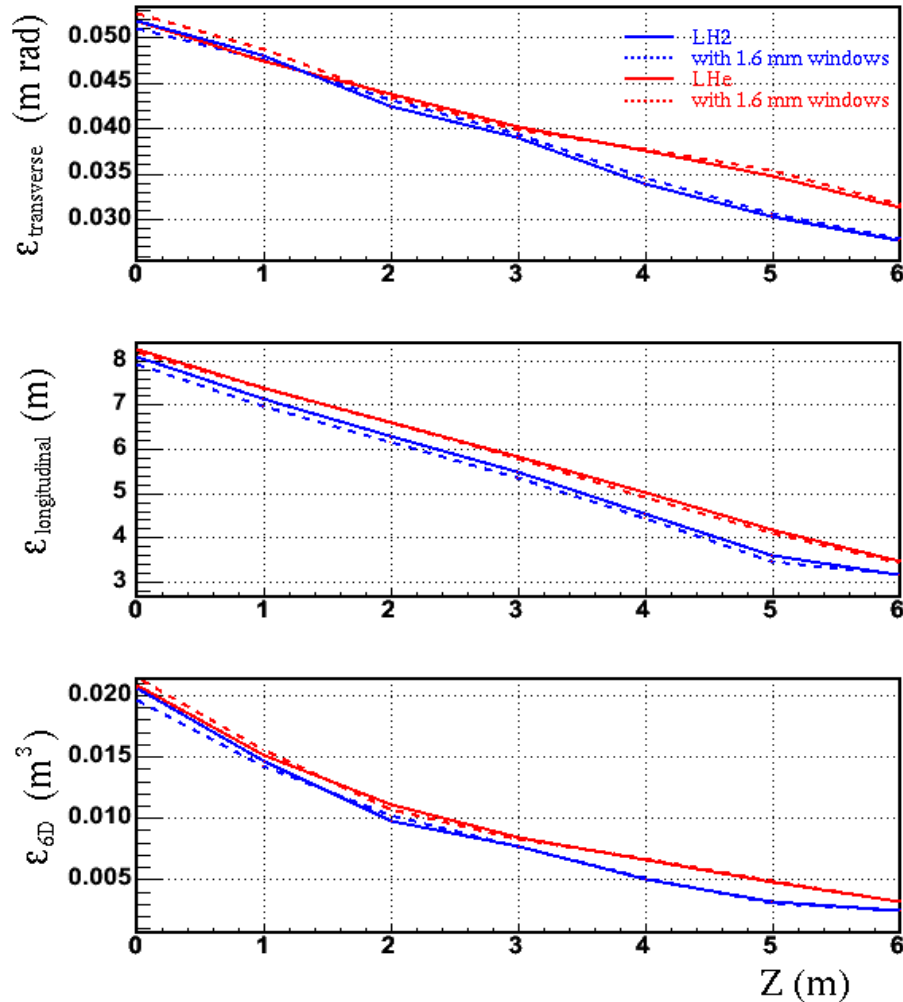 ε transverse (m rad)
0.050
0.045
0.040
0.035
0.030
LH2
with 1.6 mm windows
LHe
with 1.6 mm windows
0 1 2 3 4 5 6
ε longitudinal (m)
8
7
6
5
4
3
0 1 2 3 4 5 6
ε 6D (m³)
0.020
0.015
0.010
0.005
0 1 2 3 4 5 6
Z (m)